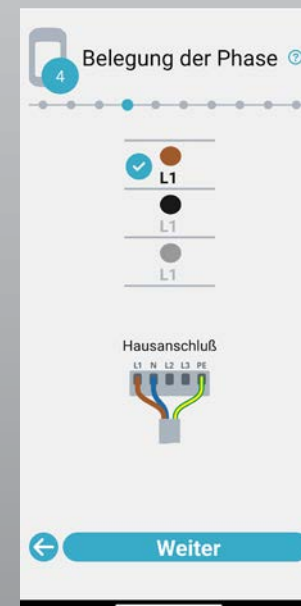 4
Belegung der Phase ?
L1
L1
L1
Hausanschluß
L1 N L2 L3 PE
Weiter